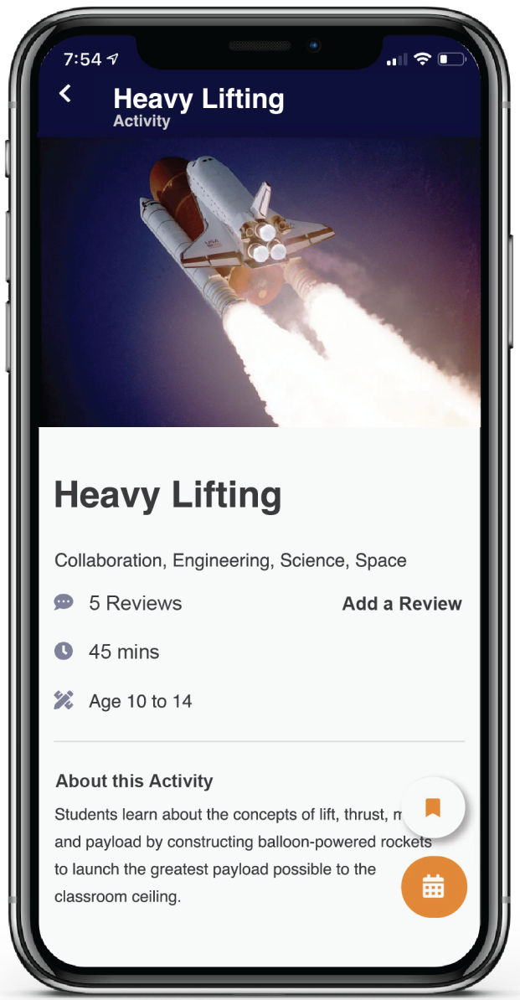 7:54
Heavy Lifting
Activity
USA
Heavy Lifting
Collaboration, Engineering, Science, Space
5 Reviews
Add a Review
45 mins
Age 10 to 14
About this Activity
Students learn about the concepts of lift, thrust,
and payload by constructing balloon-powered rockets
to launch the greatest payload possible to the
classroom ceiling.